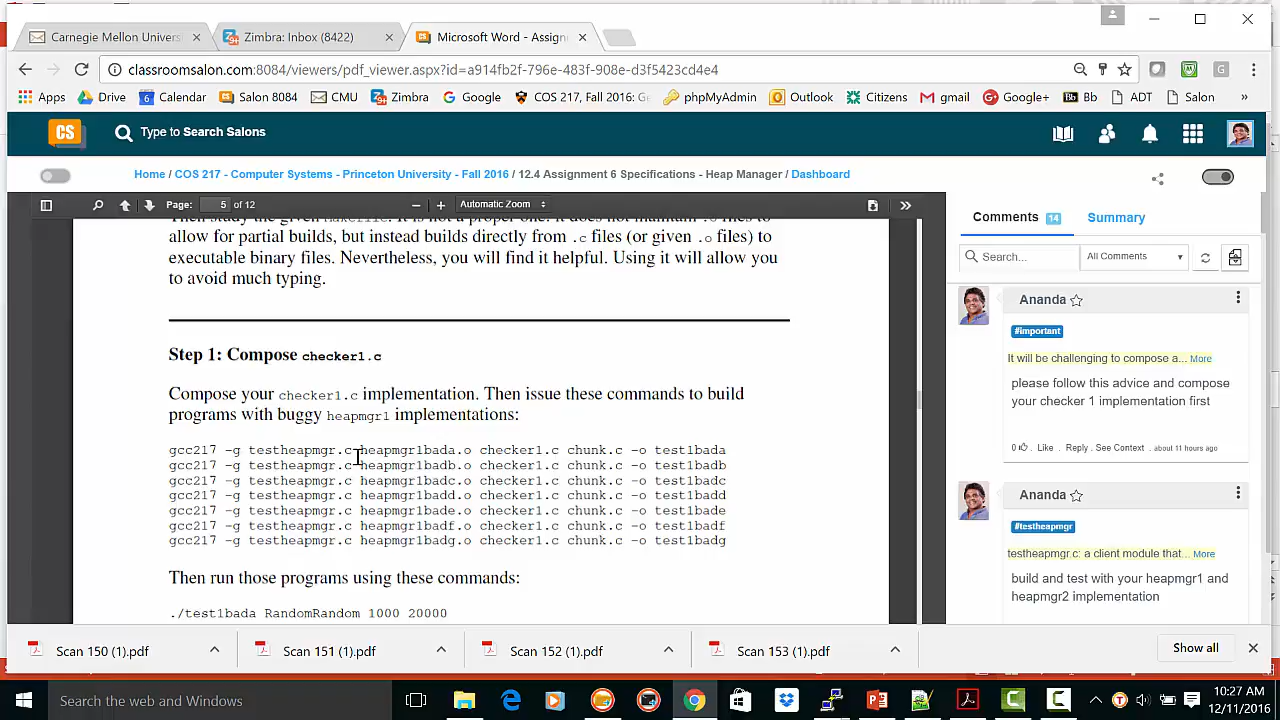 Carnegie Mellon Univers
Zimbra: Inbox (8422)
Microsoft Word - Assign
classroomsalon.com:8084/viewers/pdf_viewer.aspx?id=a914fb2f-796e-483f-908e-d3f5423cd4e4
Apps Drive Calendar Salon 8084 CMU Zimbra Google COS 217, Fall 2016: Ge phpMyAdmin Outlook Citizens gmail Google+ Bb ADT Salon »
CS Type to Search Salons
Home / COS 217 - Computer Systems - Princeton University - Fall 2016 / 12.4 Assignment 6 Specifications - Heap Manager / Dashboard
Page: 5 of 12 Automatic Zoom
allow for partial builds, but instead builds directly from .c files (or given .o files) to
executable binary files. Nevertheless, you will find it helpful. Using it will allow you
to avoid much typing.
Step 1: Compose checker1.c
Compose your checker1.c implementation. Then issue these commands to build
programs with buggy heapmgr1 implementations:
gcc217 -g testheapmgr.c heapmgr1bada.o checker1.c chunk.c -o test1bada
gcc217 -g testheapmgr.c heapmgr1badb.o checker1.c chunk.c -o test1badb
gcc217 -g testheapmgr.c heapmgr1badc.o checker1.c chunk.c -o test1badc
gcc217 -g testheapmgr.c heapmgr1badd.o checker1.c chunk.c -o test1badd
gcc217 -g testheapmgr.c heapmgr1bade.o checker1.c chunk.c -o test1bade
gcc217 -g testheapmgr.c heapmgr1badf.o checker1.c chunk.c -o test1badf
gcc217 -g testheapmgr.c heapmgr1badg.o checker1.c chunk.c -o test1badg
Then run those programs using these commands:
./test1bada RandomRandom 1000 20000
Comments 14 Summary
Search... All Comments
Ananda
#important
It will be challenging to compose a... More
please follow this advice and compose
your checker 1 implementation first
0 Like . Reply . See Context . about 11 hours ago
Ananda
#testheapmgr
testheapmgr.c: a client module that... More
build and test with your heapmgr1 and
heapmgr2 implementation
Scan 150 (1).pdf
Scan 151 (1).pdf
Scan 152 (1).pdf
Scan 153 (1).pdf
Show all
Search the web and Windows
10:27 AM
12/11/2016